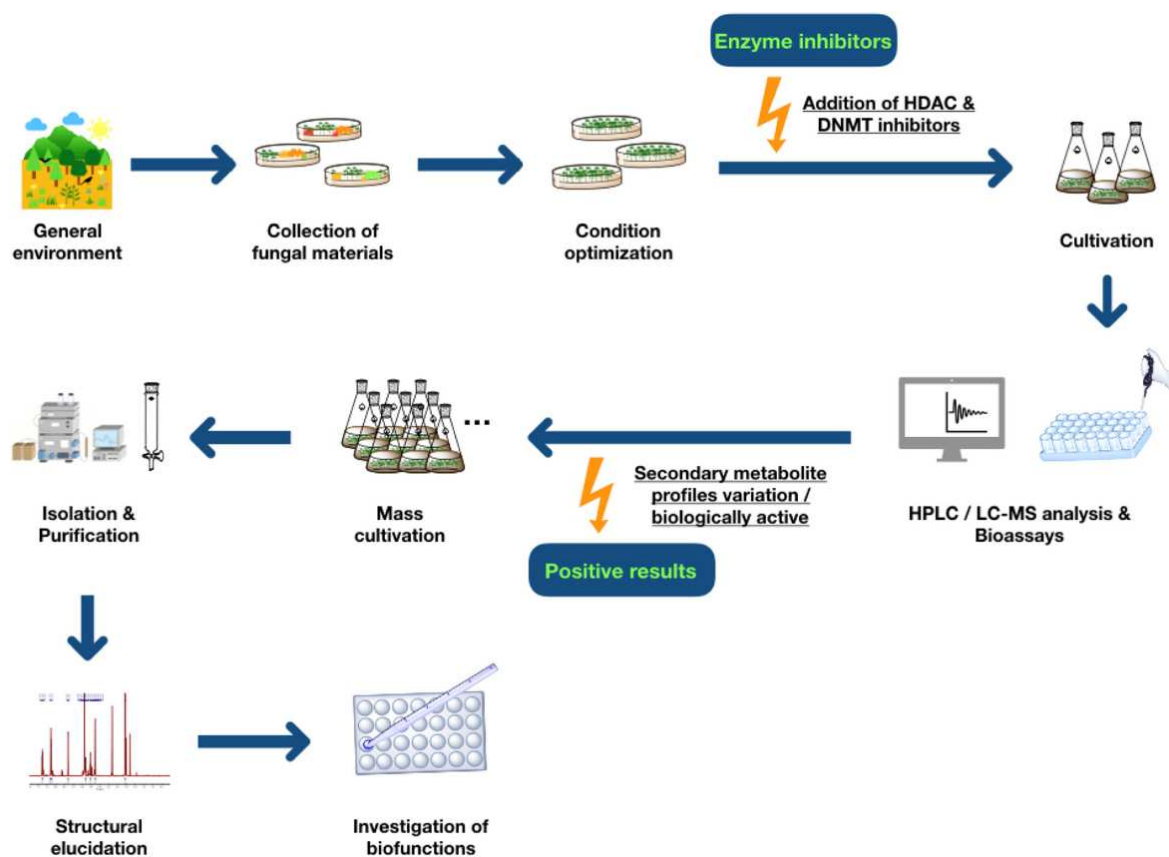 Enzyme inhibitors
Addition of HDAC &
DNMT inhibitors
General
environment
Collection of
fungal materials
Condition
optimization
Cultivation
Isolation &
Purification
Mass
cultivation
...
Secondary metabolite
profiles variation /
biologically active
Positive results
HPLC / LC-MS analysis &
Bioassays
Structural
elucidation
Investigation of
biofunctions